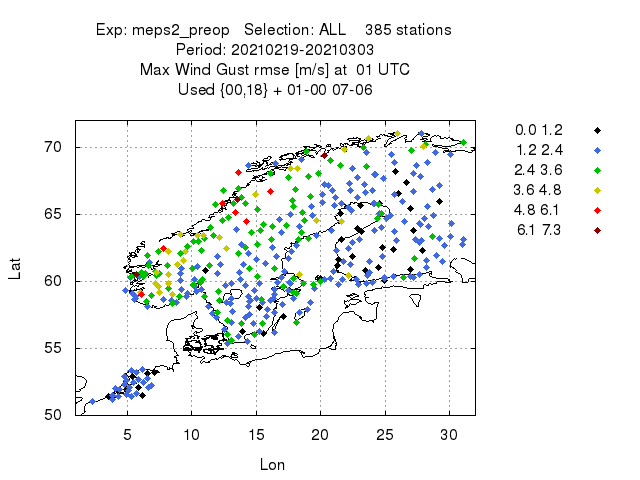 Exp: meps2_preop   Selection: ALL    385 stations
Period: 20210219-20210303
Max Wind Gust rmse [m/s] at  01 UTC
Used {00,18} + 01-00 07-06
0.0 1.2
1.2 2.4
2.4 3.6
3.6 4.8
4.8 6.1
6.1 7.3
70
65
60
55
50
Lat
5 10 15 20 25 30
Lon